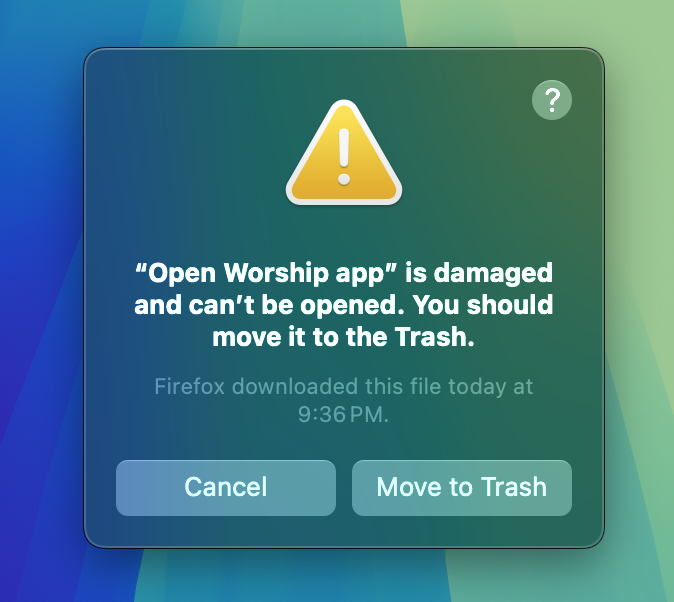 ?
“Open Worship app” is damaged
and can’t be opened. You should
move it to the Trash.
Firefox downloaded this file today at
9:36 PM.
Cancel
Move to Trash